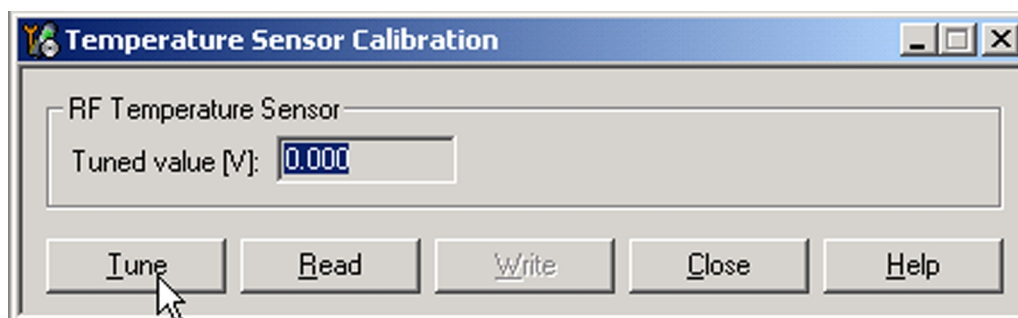 Temperature Sensor Calibration
RF Temperature Sensor
Tuned value [V]: 0.000
Tune Read Write Close Help